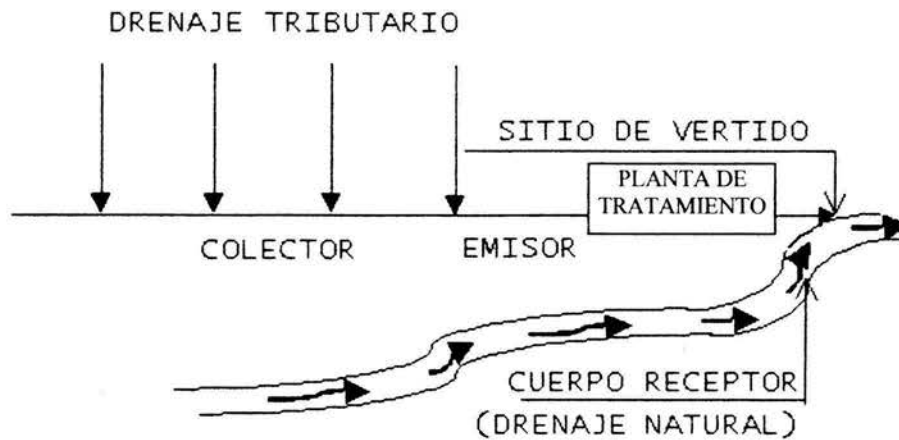 DRENAJE TRIBUTARIO
SITIO DE VERTIDO
PLANTA DE
TRATAMIENTO
COLECTOR
EMISOR
CUERPO RECEPTOR
(DRENAJE NATURAL)